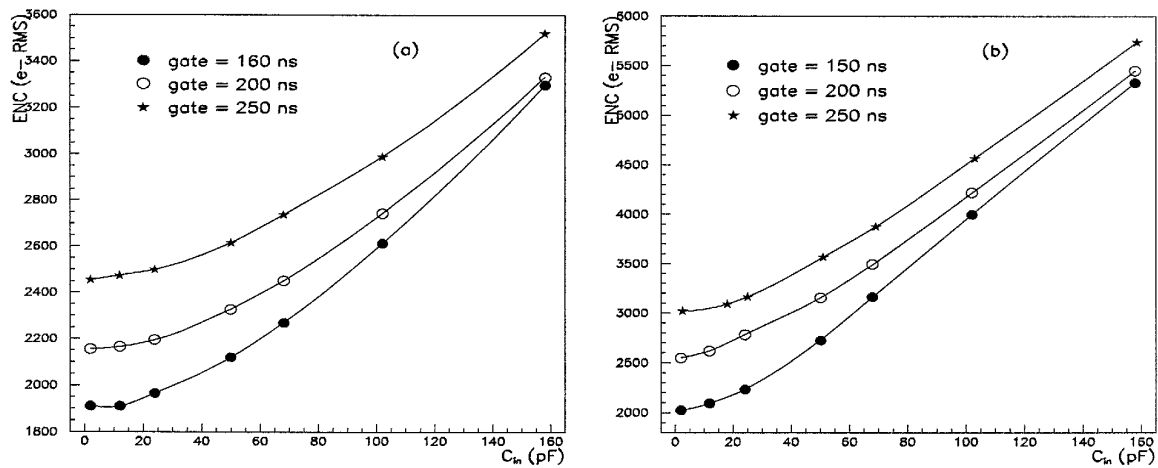 ENC (e− RMS)
3600
3400
3200
3000
2800
2600
2400
2200
2000
1800
(a)
gate = 160 ns
gate = 200 ns
gate = 250 ns
0 20 40 60 80 100 120 140 160
C_in (pF)
ENC (e− RMS)
6000
5500
5000
4500
4000
3500
3000
2500
2000
(b)
gate = 150 ns
gate = 200 ns
gate = 250 ns
0 20 40 60 80 100 120 140 160
C_in (pF)